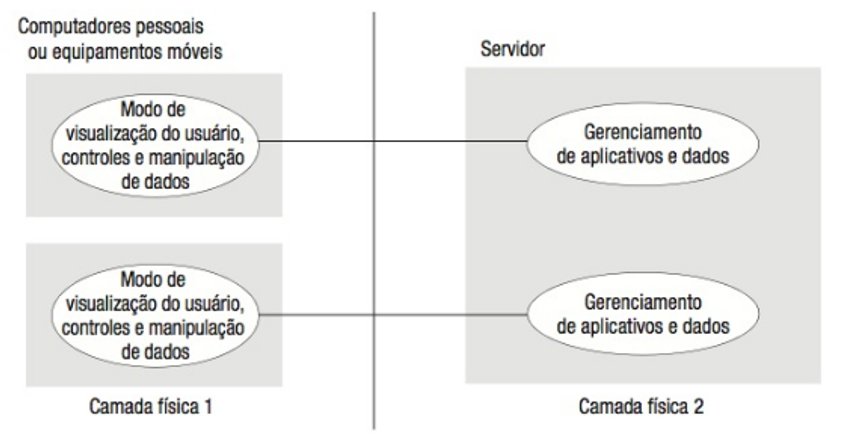 Computadores pessoais
ou equipamentos móveis
Servidor
Modo de
visualização do usuário,
controles e manipulação
de dados
Gerenciamento
de aplicativos e dados
Modo de
visualização do usuário,
controles e manipulação
de dados
Gerenciamento
de aplicativos e dados
Camada física 1
Camada física 2